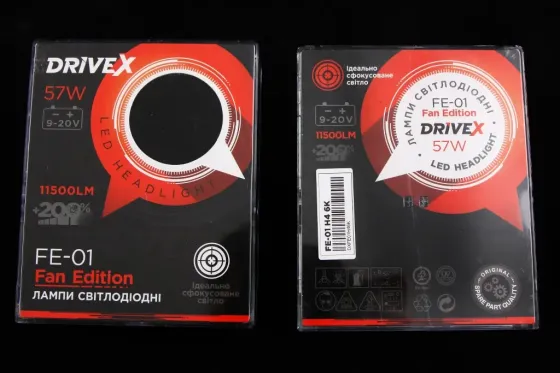 DRIVEX
57W
9-20V
LED HEADLIGHT
11500LM
+200%
FE-01
Fan Edition
ЛАМПИ СВІТЛОДІОДНІ
Ідеально
сфокусоване
світло
Ідеально
сфокусоване
світло
ЛАМПИ СВІТЛОДІОДНІ
FE-01
Fan Edition
DRIVEX
57W
LED HEADLIGHT
9-20V
11500LM
+200%
FE-01 H4 6K
ORIGINAL
SPARE PART QUALITY